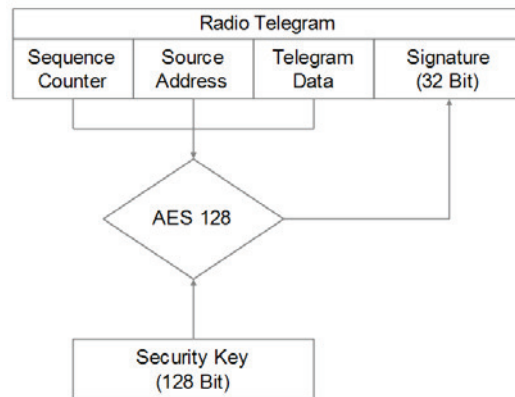 Radio Telegram
Sequence Counter
Source Address
Telegram Data
Signature (32 Bit)
AES 128
Security Key
(128 Bit)